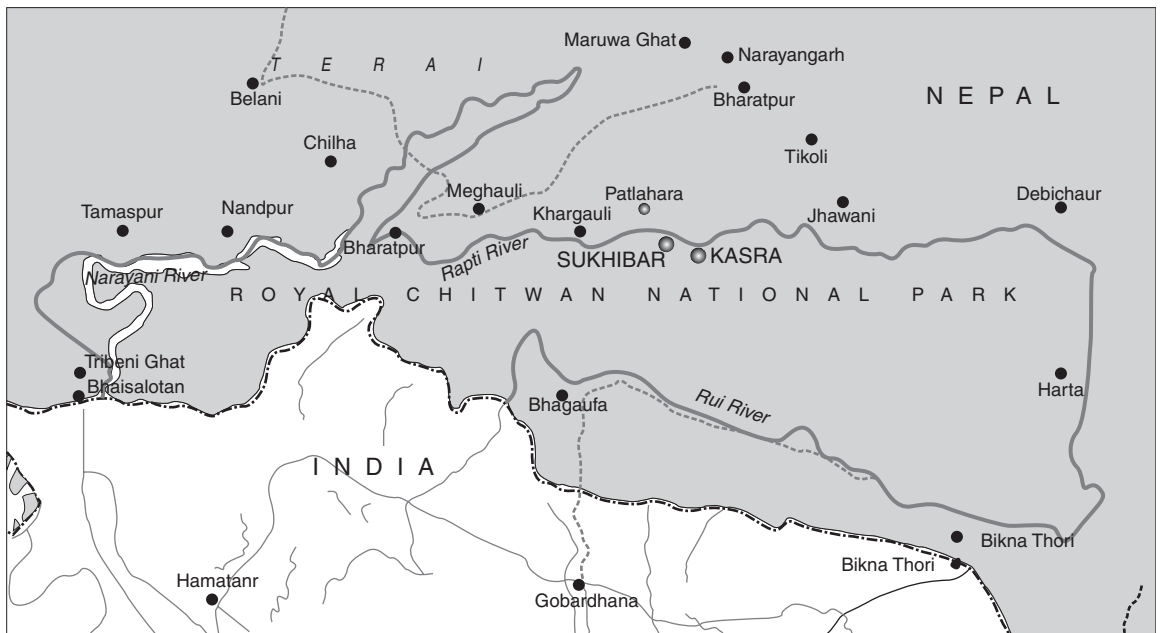 Maruwa Ghat
Narayangarh
T E R A I
Belani
Bharatpur
N E P A L
Chilha
Tikoli
Meghauli
Patlahara
Debichaur
Tamaspur
Nandpur
Khargauli
Jhawani
Bharatpur
Rapti River
SUKHIBAR
KASRA
Narayani River
R O Y A L C H I T W A N N A T I O N A L P A R K
Tribeni Ghat
Bhaisalotan
Harta
Bhagaufa
Rui River
I N D I A
Bikna Thori
Bikna Thori
Hamatanr
Gobardhana